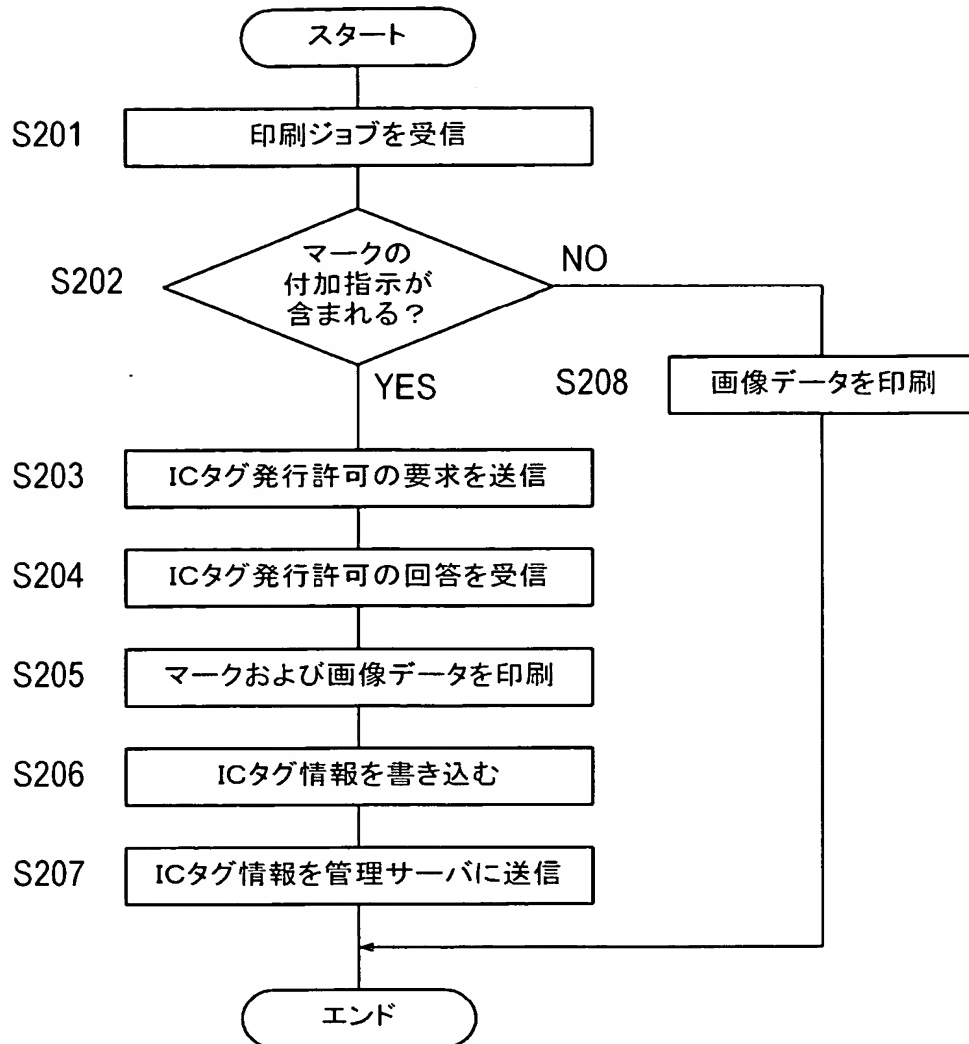 スタート
S201
印刷ジョブを受信
S202
マークの
付加指示が
含まれる?
NO
YES
S208
画像データを印刷
S203
ICタグ発行許可の要求を送信
S204
ICタグ発行許可の回答を受信
S205
マークおよび画像データを印刷
S206
ICタグ情報を書き込む
S207
ICタグ情報を管理サーバに送信
エンド